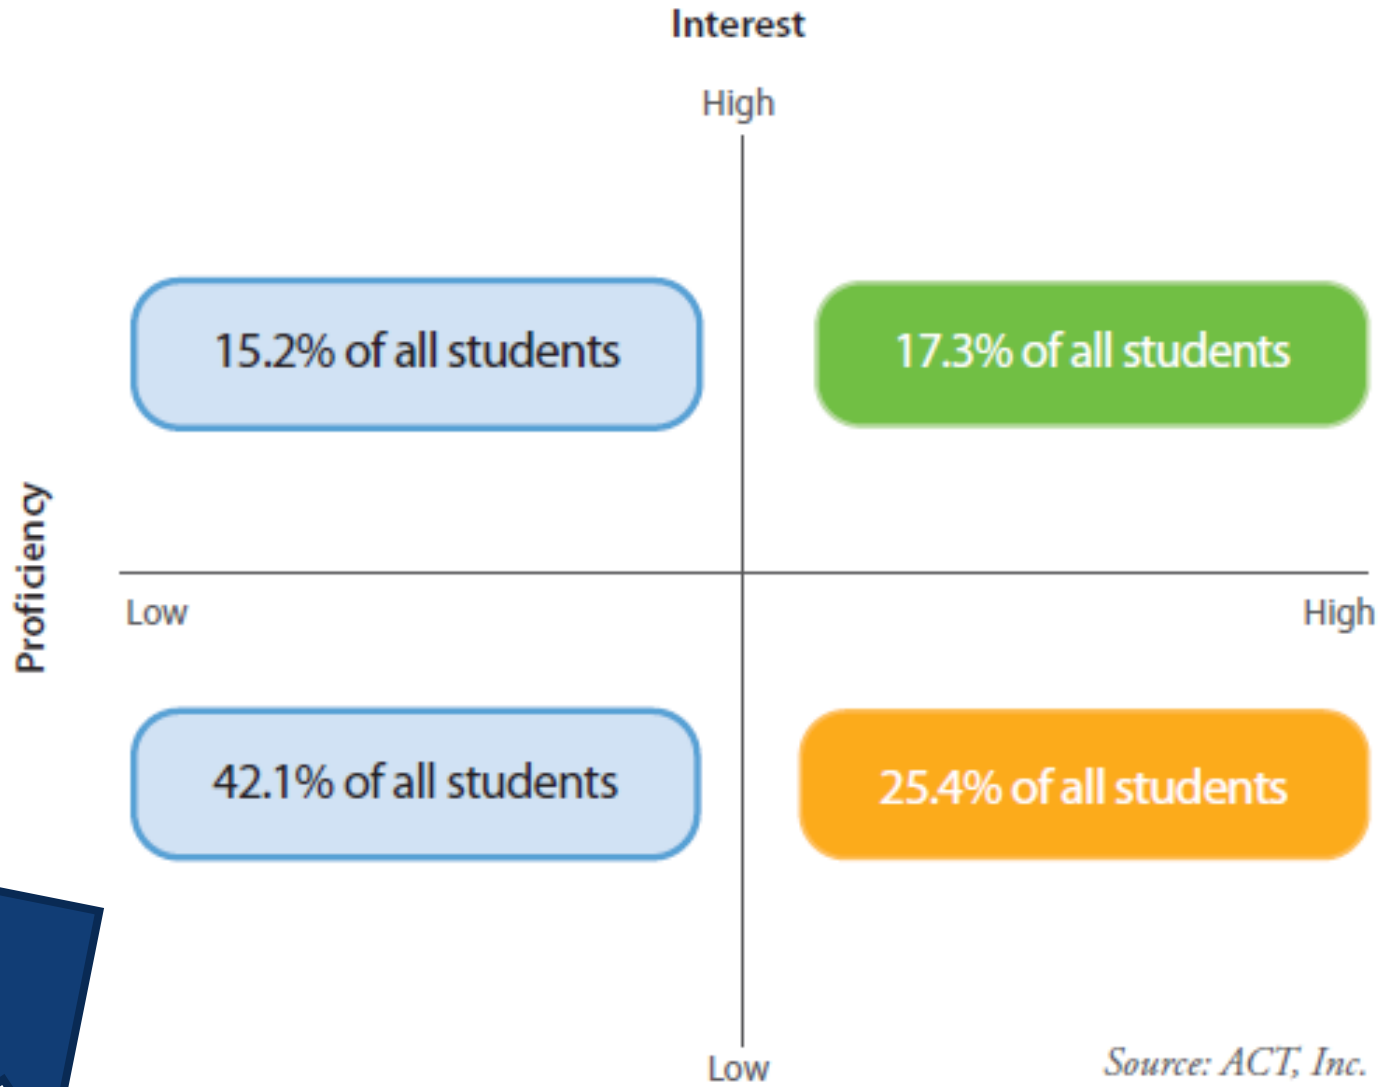 Interest
High
15.2% of all students
17.3% of all students
Proficiency
Low
High
42.1% of all students
25.4% of all students
Low
Source: ACT, Inc.